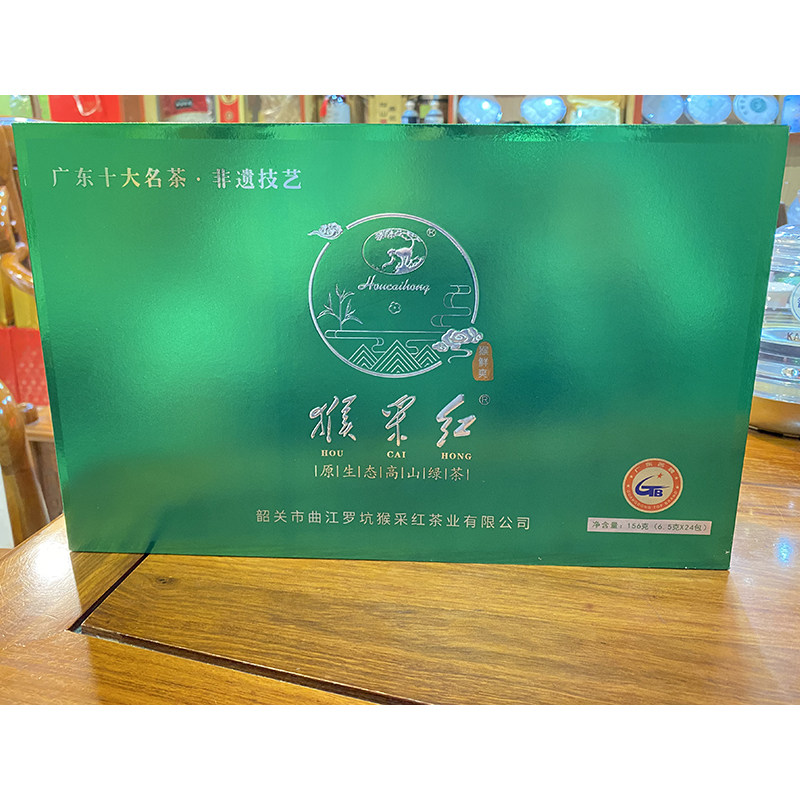 广东十大名茶·非遗技艺
®
Houcaihong
猴采红®
HOU CAI HONG
原生态高山绿茶
韶关市曲江罗坑猴采红茶业有限公司
GTB
净含量：156克（6.5克X24包）